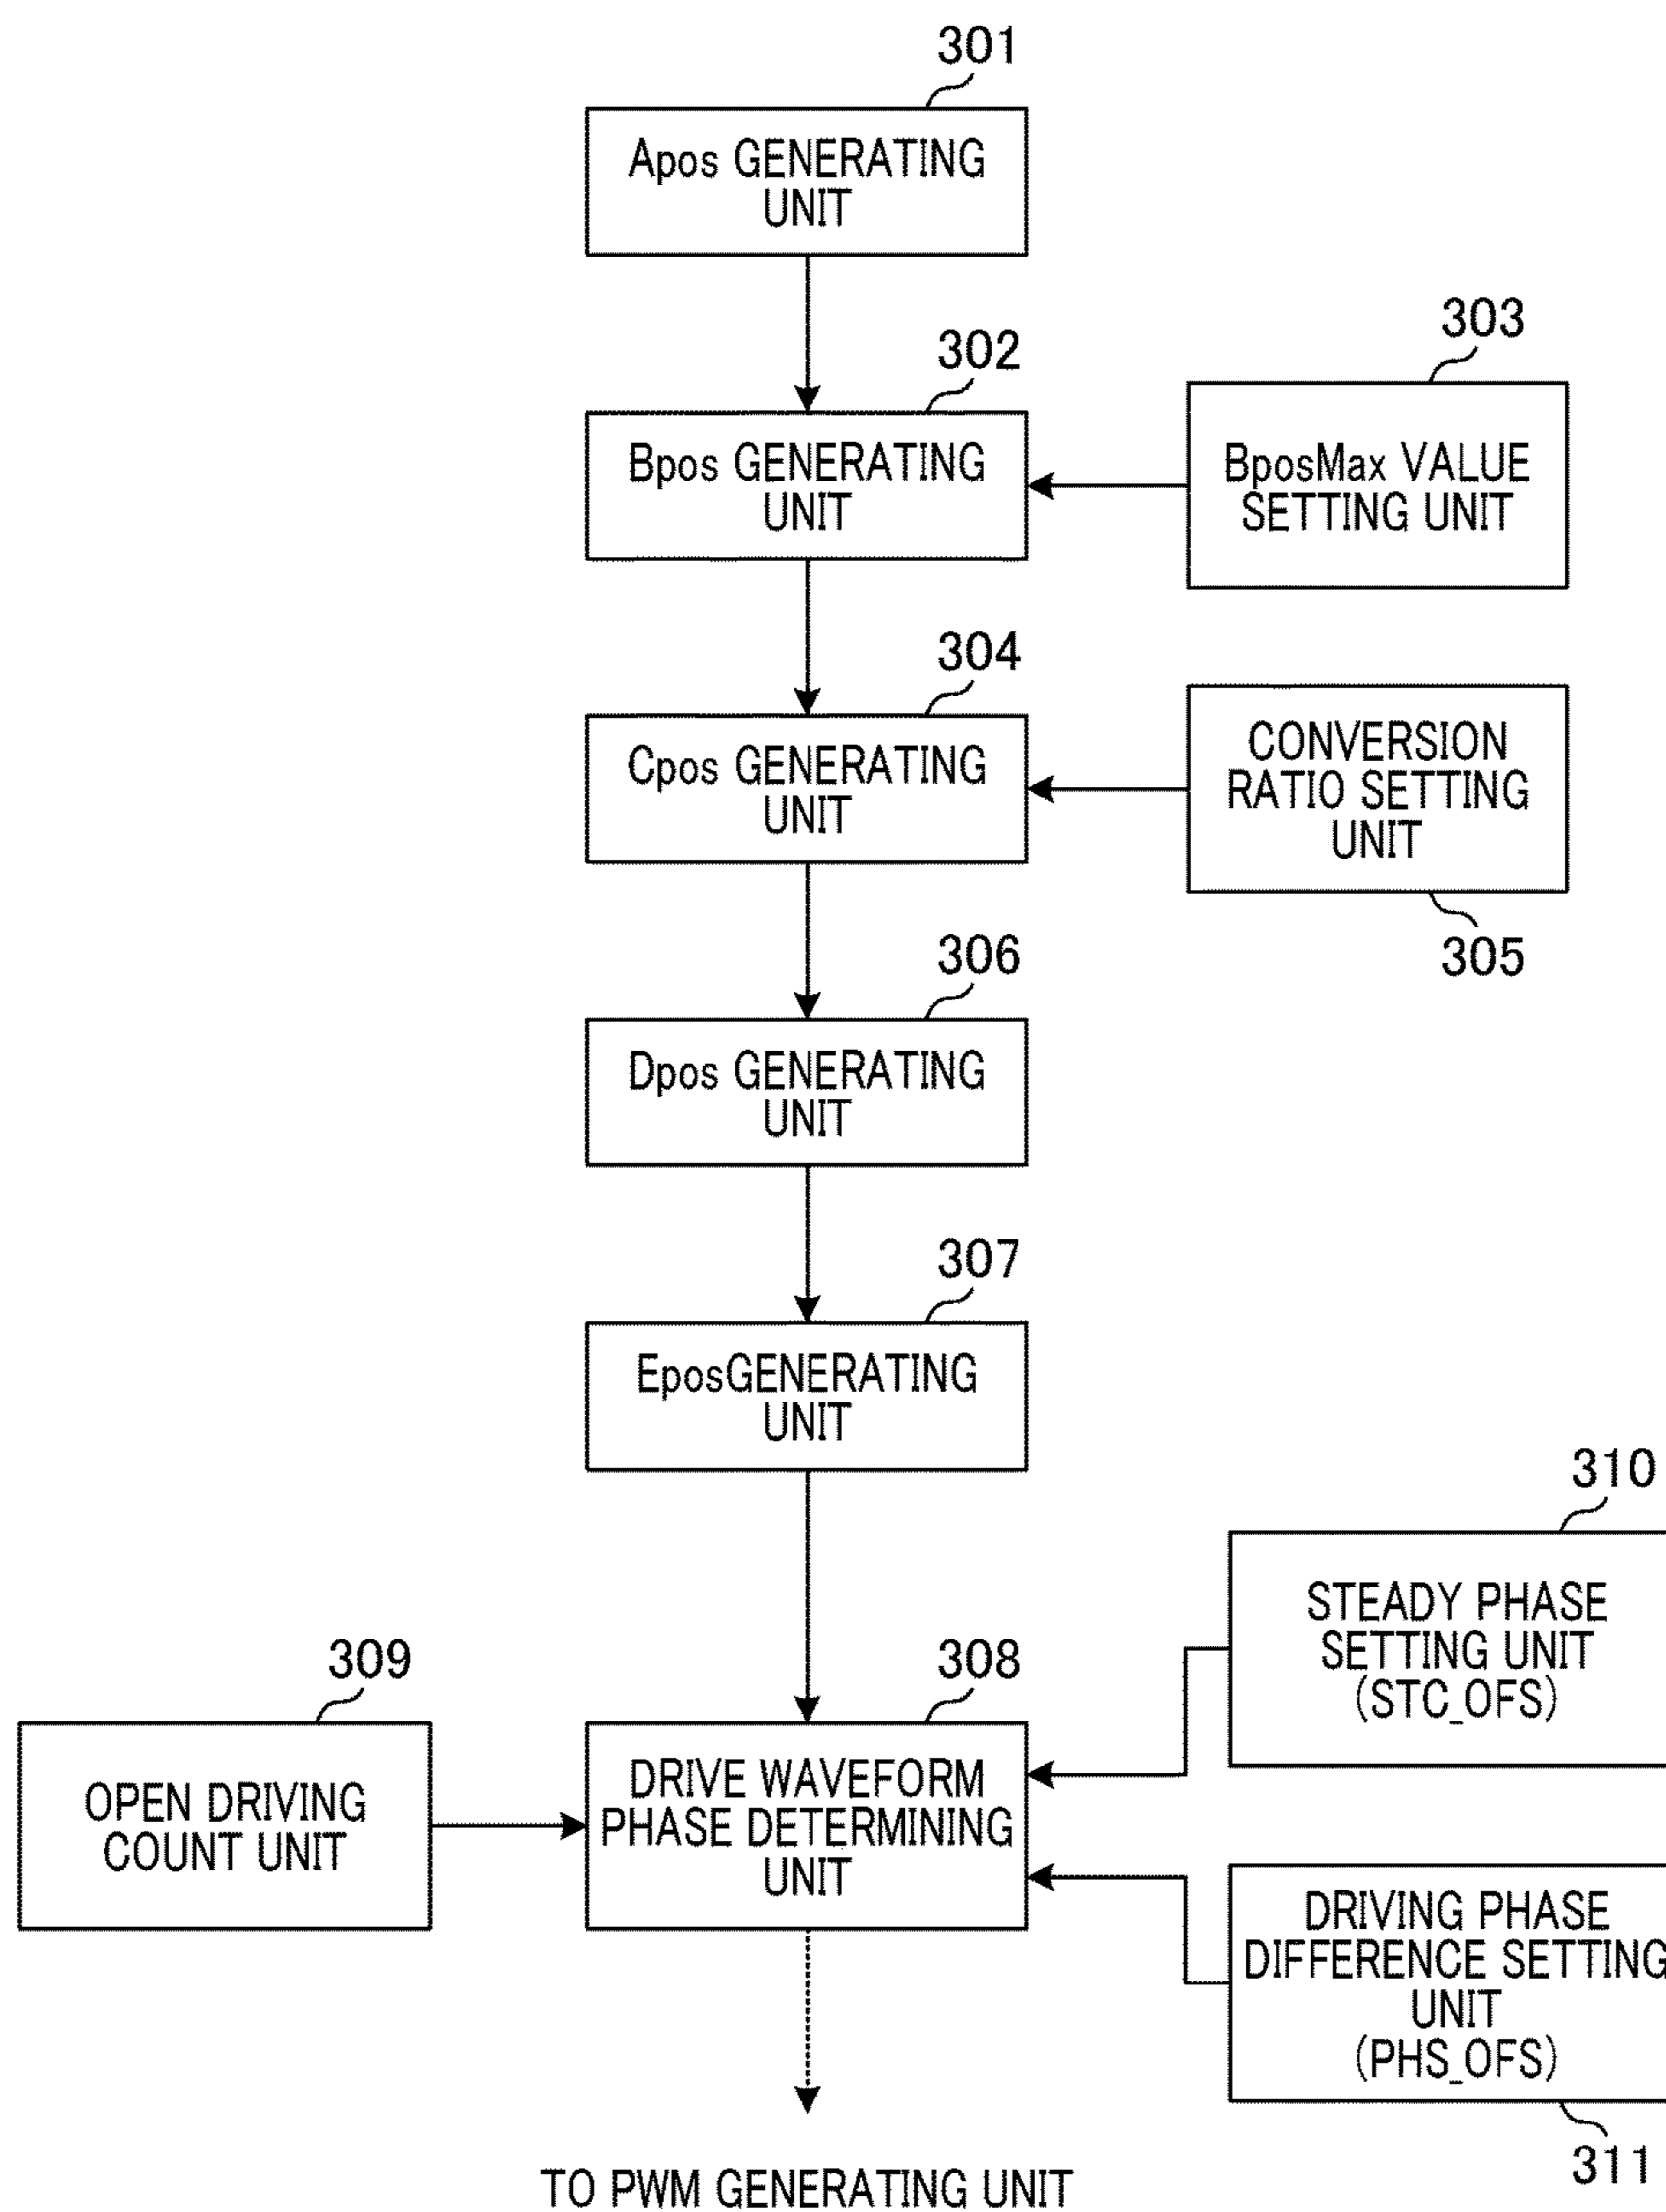 301
Apos GENERATING
UNIT
302
Bpos GENERATING
UNIT
303
BposMax VALUE
SETTING UNIT
304
Cpos GENERATING
UNIT
CONVERSION
RATIO SETTING
UNIT
305
306
Dpos GENERATING
UNIT
307
EposGENERATING
UNIT
310
STEADY PHASE
SETTING UNIT
(STC_OFS)
309
OPEN DRIVING
COUNT UNIT
308
DRIVE WAVEFORM
PHASE DETERMINING
UNIT
DRIVING PHASE
DIFFERENCE SETTING
UNIT
(PHS_OFS)
311
TO PWM GENERATING UNIT